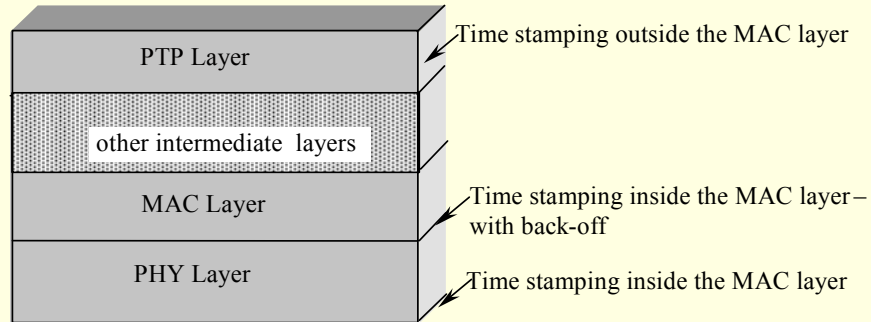 PTP Layer
Time stamping outside the MAC layer
other intermediate layers
MAC Layer
Time stamping inside the MAC layer –
with back-off
PHY Layer
Time stamping inside the MAC layer